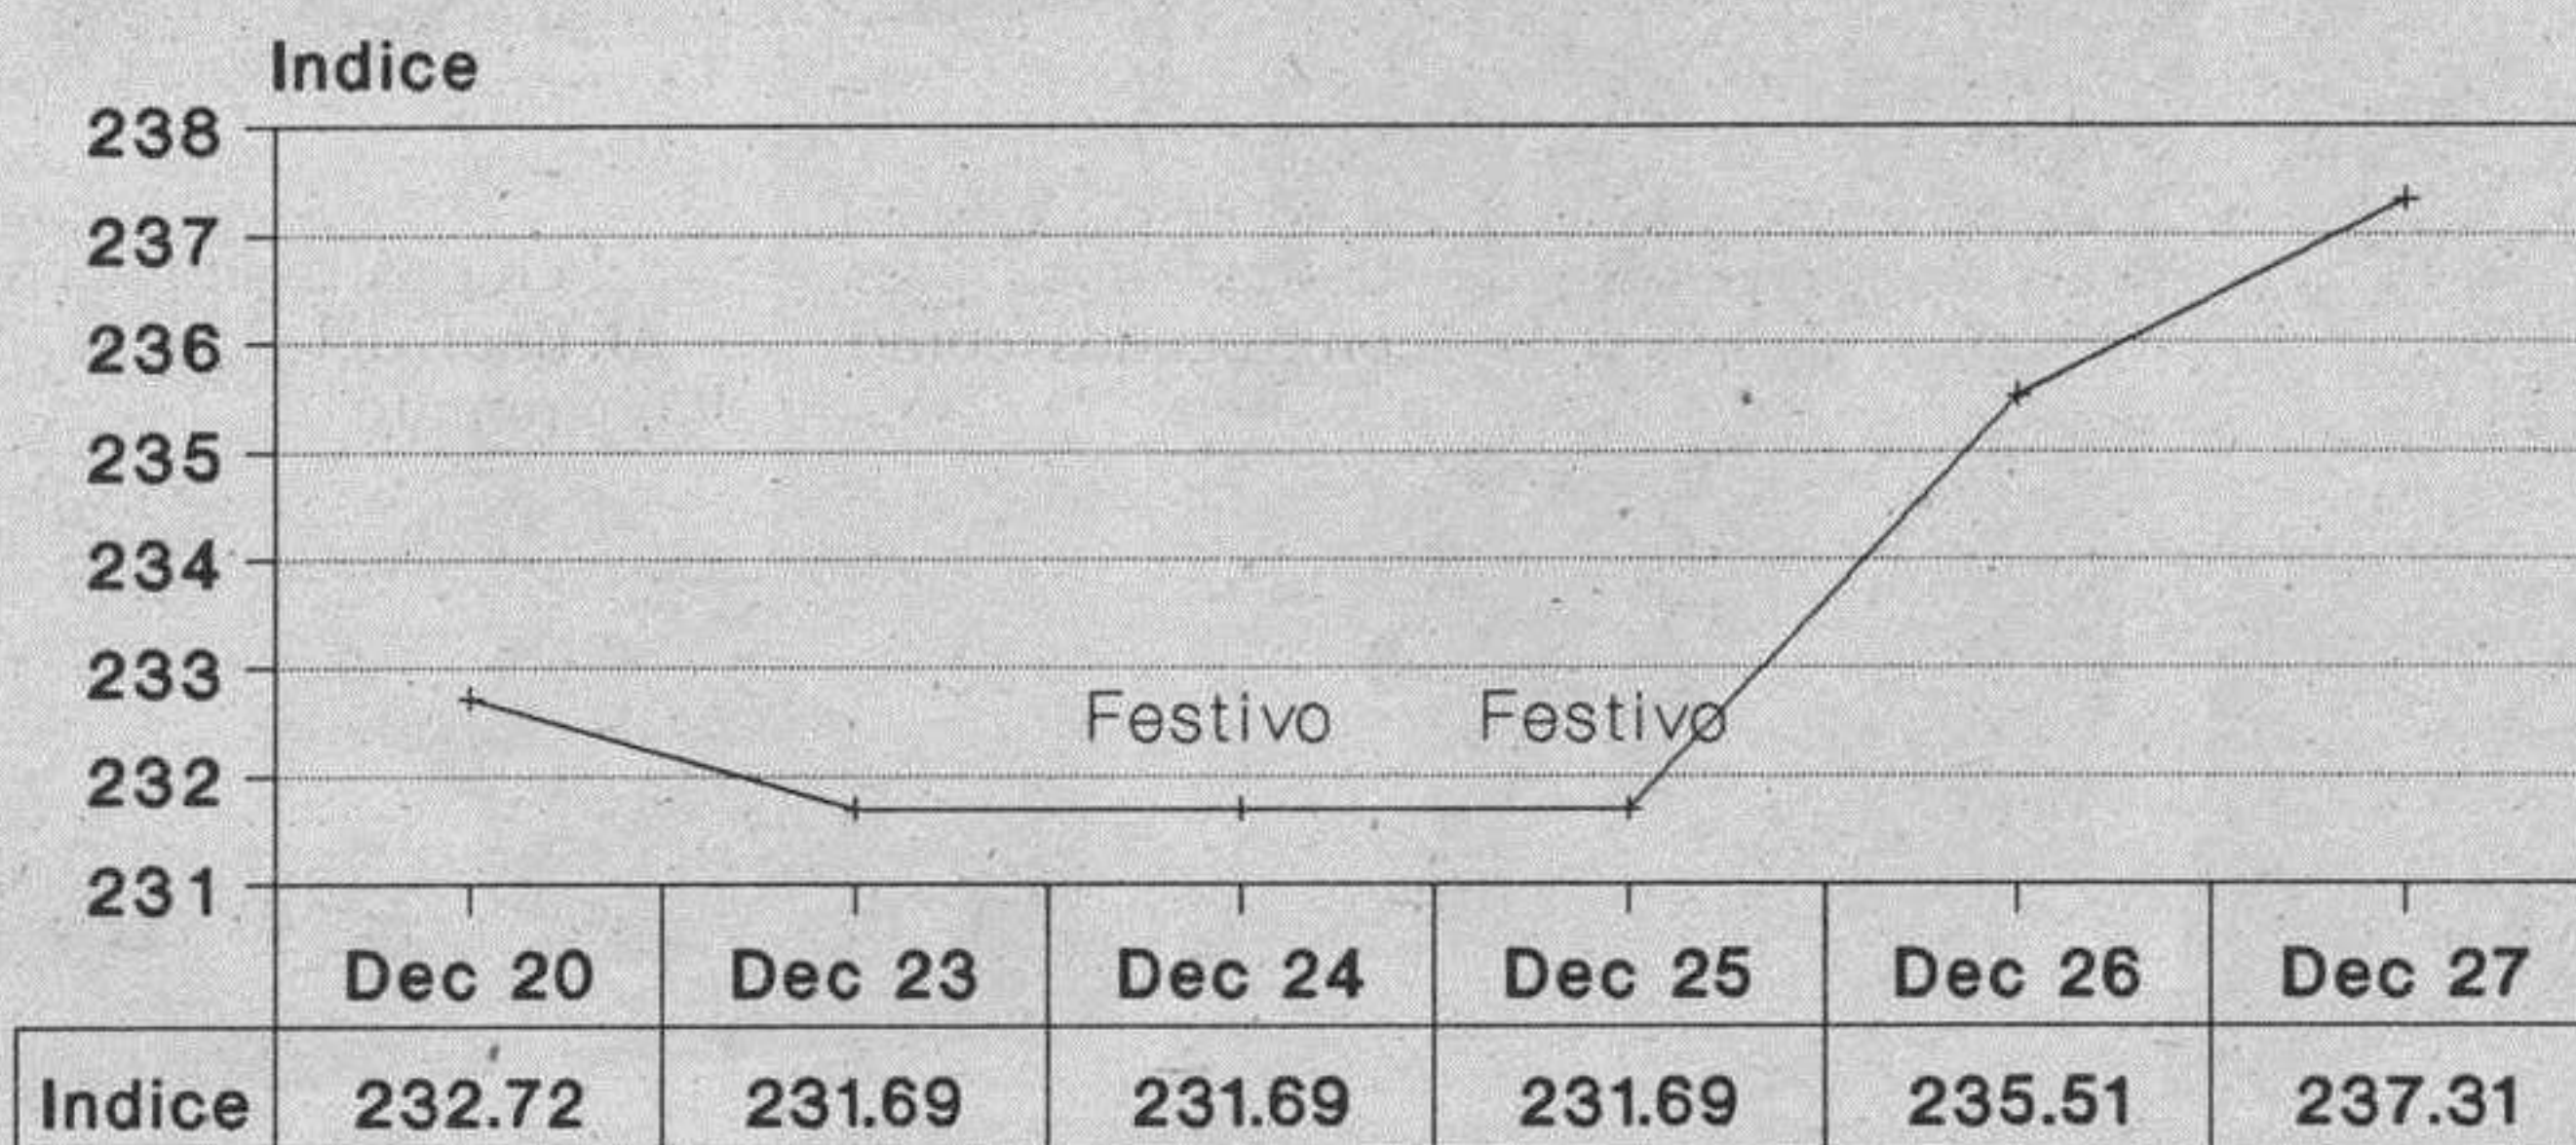 Indice
238
237
236
235
234
233
Festivo Festivo
232
231
Dec 20 Dec 23 Dec 24 Dec 25 Dec 26 Dec 27
Indice 232.72 231.69 231.69 231.69 235.51 237.31